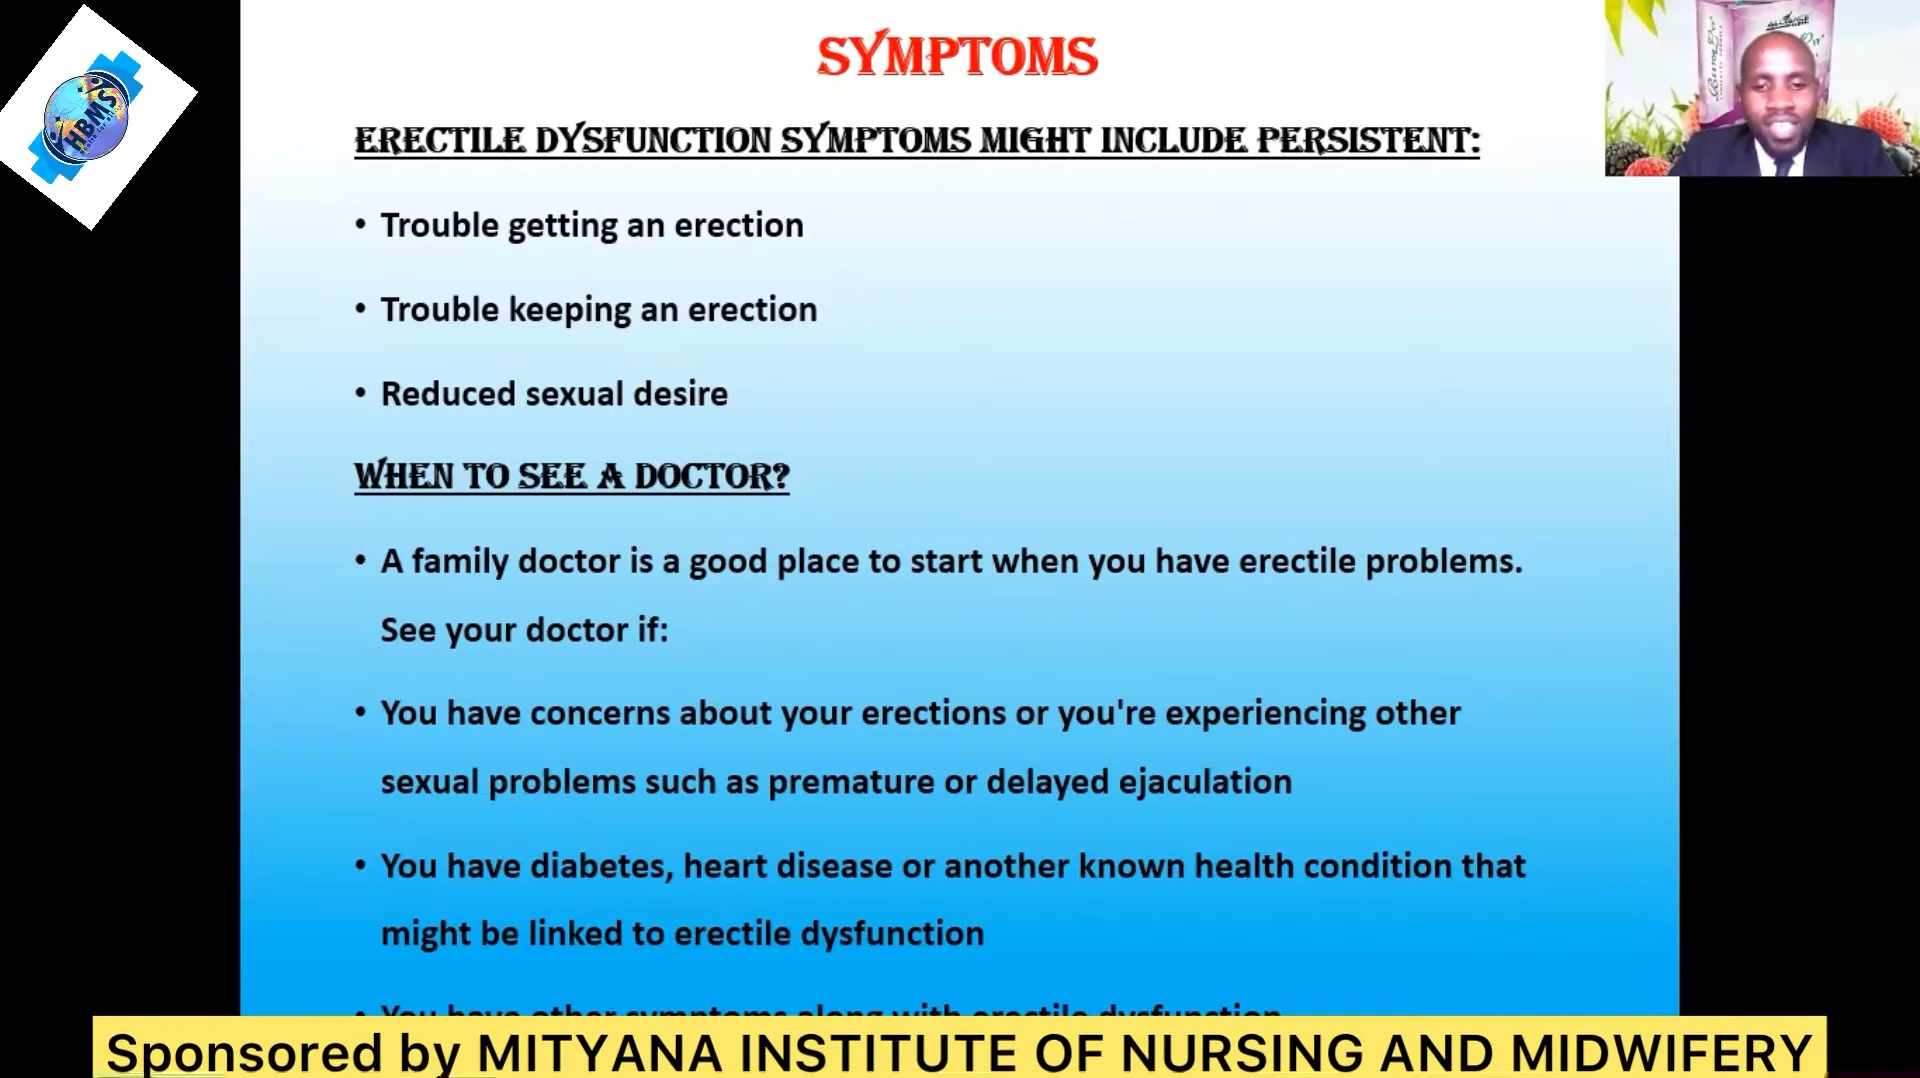 SYMPTOMS
HBMS
ERECTILE DYSFUNCTION SYMPTOMS MIGHT INCLUDE PERSISTENT:
• Trouble getting an erection
• Trouble keeping an erection
• Reduced sexual desire
WHEN TO SEE A DOCTOR?
• A family doctor is a good place to start when you have erectile problems.
See your doctor if:
• You have concerns about your erections or you're experiencing other
sexual problems such as premature or delayed ejaculation
• You have diabetes, heart disease or another known health condition that
might be linked to erectile dysfunction
• You have other symptoms along with erectile dysfunction
Sponsored by MITYANA INSTITUTE OF NURSING AND MIDWIFERY